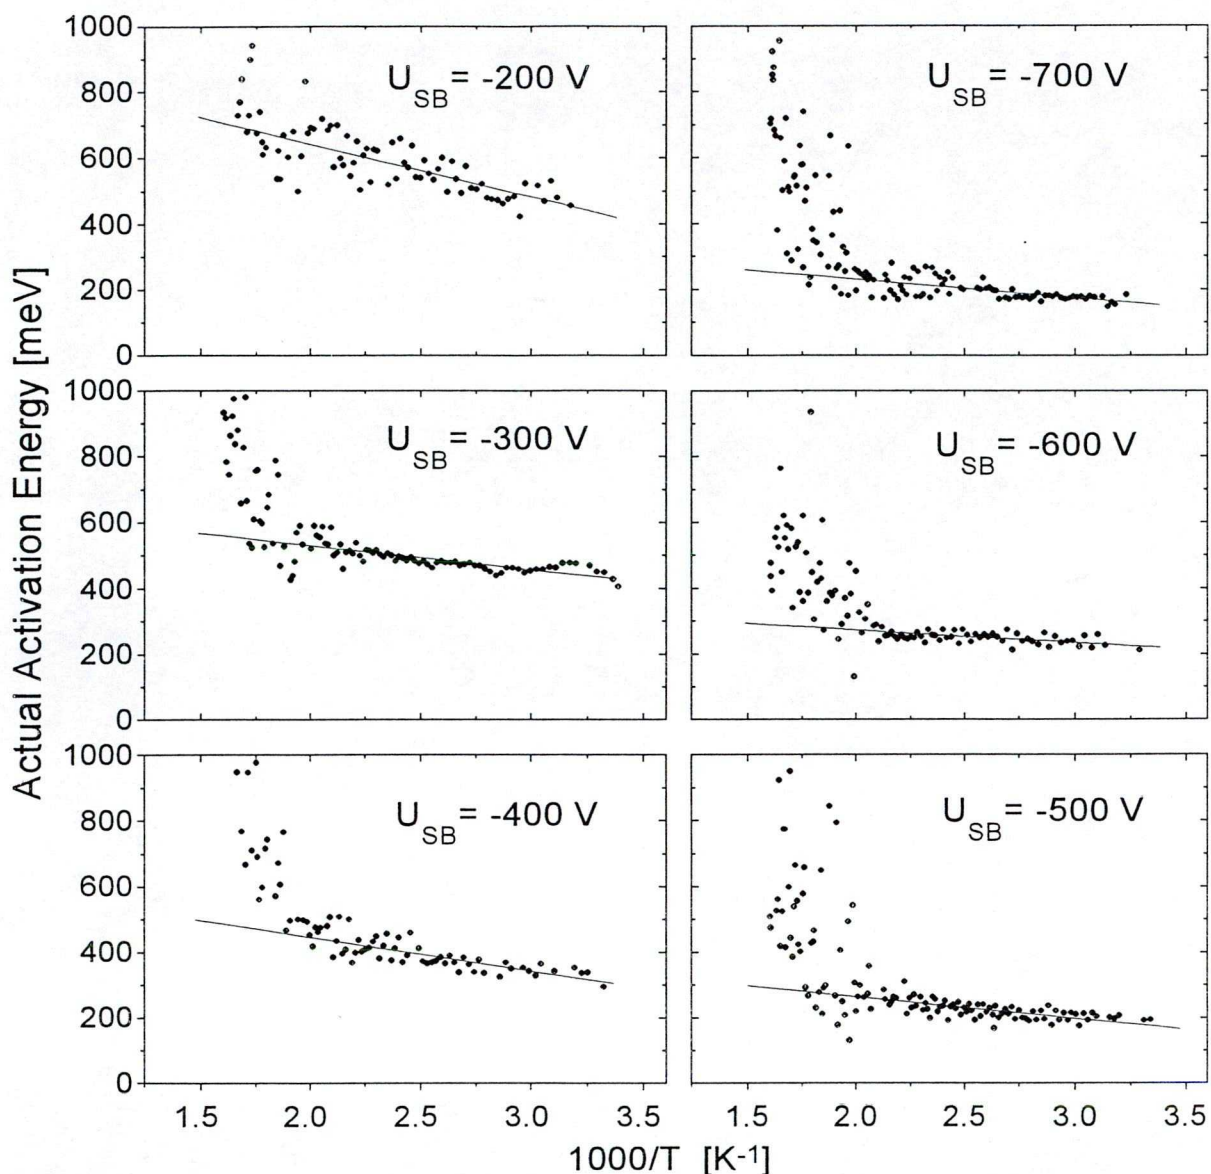 Actual Activation Energy [meV]
1000
800
600
400
200
0
U_SB = -200 V
U_SB = -700 V
1000
800
600
400
200
0
U_SB = -300 V
U_SB = -600 V
1000
800
600
400
200
0
U_SB = -400 V
U_SB = -500 V
1.5 2.0 2.5 3.0 3.5 1.5 2.0 2.5 3.0 3.5
1000/T [K⁻¹]